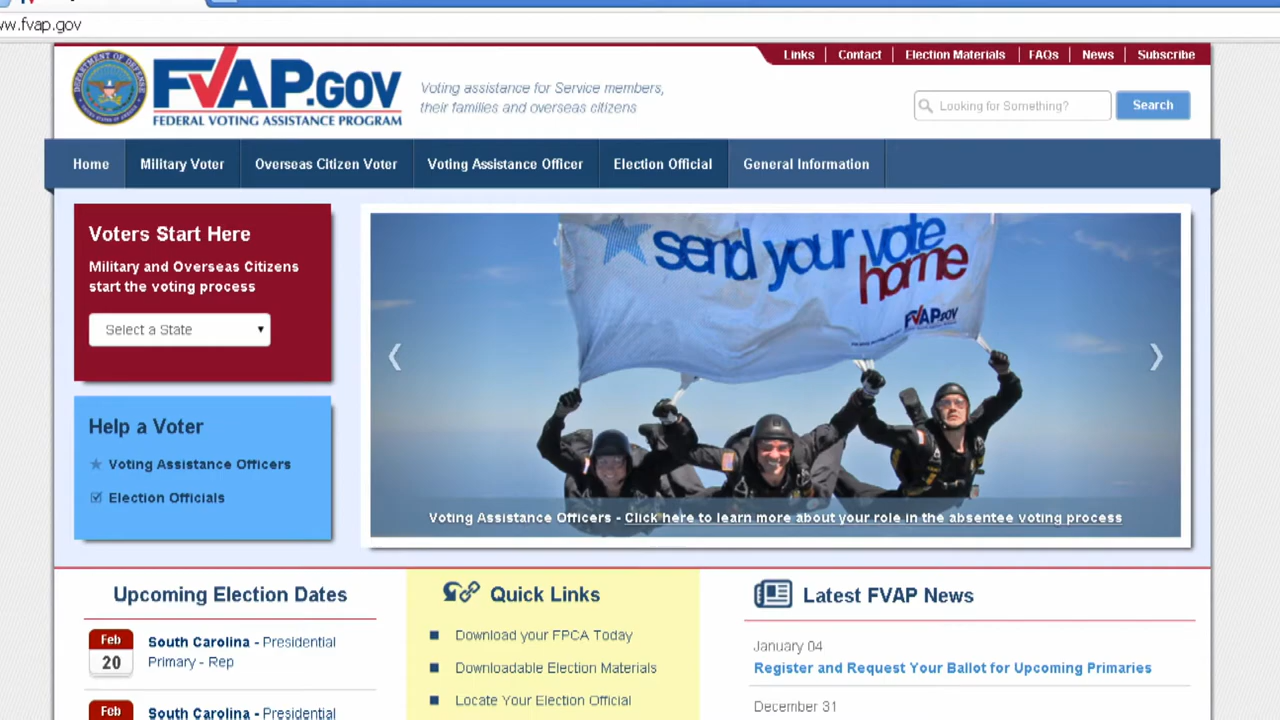 ww.fvap.gov
Links
Contact
Election Materials
FAQs
News
Subscribe
DEPARTMENT OF DEFENSE
FVAP.GOV
FEDERAL VOTING ASSISTANCE PROGRAM
Voting assistance for Service members,
their families and overseas citizens
Looking for Something?
Search
Home
Military Voter
Overseas Citizen Voter
Voting Assistance Officer
Election Official
General Information
Voters Start Here
Military and Overseas Citizens
start the voting process
Select a State
Help a Voter
Voting Assistance Officers
Election Officials
send your vote
home
FVAP.gov
Voting Assistance Officers - Click here to learn more about your role in the absentee voting process
Upcoming Election Dates
Feb
20
South Carolina - Presidential
Primary - Rep
Feb
South Carolina - Presidential
Quick Links
Download your FPCA Today
Downloadable Election Materials
Locate Your Election Official
Latest FVAP News
January 04
Register and Request Your Ballot for Upcoming Primaries
December 31